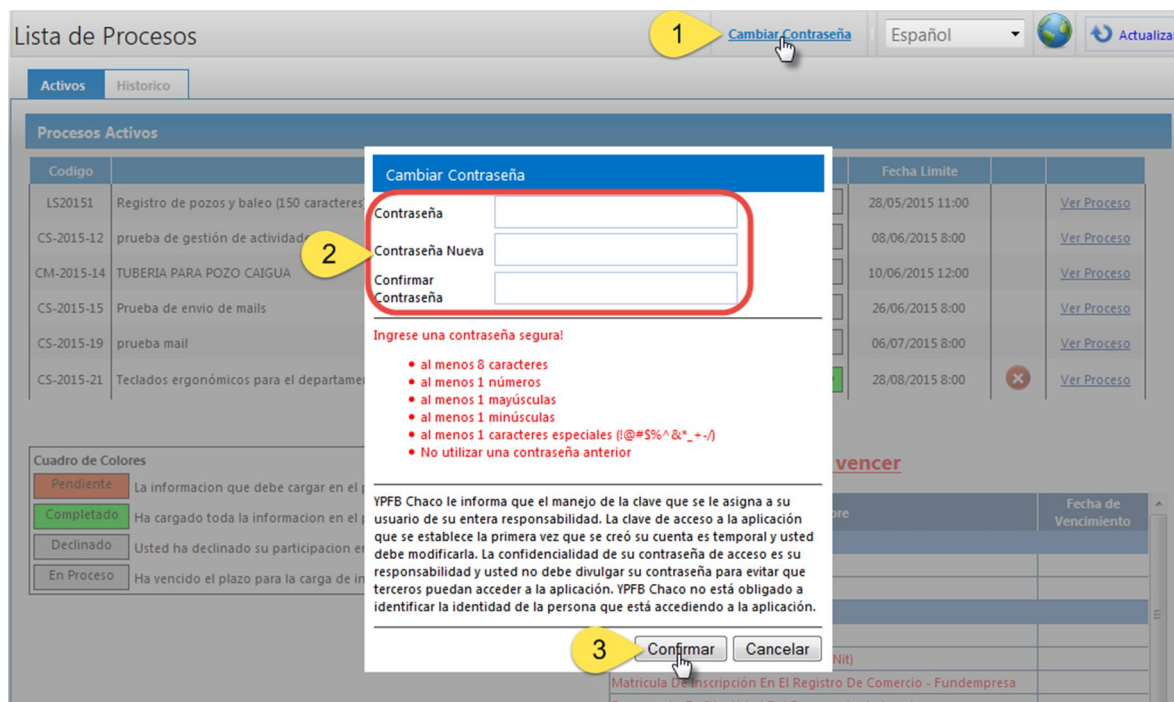 Lista de Procesos
1
Cambiar Contraseña
Español
Actualiza
Activos
Historico
Procesos Activos
Codigo
Fecha Limite
LS20151
Registro de pozos y baleo (150 caracteres
28/05/2015 11:00
Ver Proceso
CS-2015-12
prueba de gestión de actividade
08/06/2015 8:00
Ver Proceso
CM-2015-14
TUBERIA PARA POZO CAIGUA
10/06/2015 12:00
Ver Proceso
CS-2015-15
Prueba de envio de mails
26/06/2015 8:00
Ver Proceso
CS-2015-19
prueba mail
06/07/2015 8:00
Ver Proceso
CS-2015-21
Teclados ergonómicos para el departame
28/08/2015 8:00
Ver Proceso
Cambiar Contraseña
2
Contraseña
Contraseña Nueva
Confirmar
Contraseña
Ingrese una contraseña segura!
al menos 8 caracteres
al menos 1 números
al menos 1 mayúsculas
al menos 1 minúsculas
al menos 1 caracteres especiales (!@#$%^&*_+-/)
No utilizar una contraseña anterior
YPFB Chaco le informa que el manejo de la clave que se le asigna a su
usuario de su entera responsabilidad. La clave de acceso a la aplicación
que se establece la primera vez que se creó su cuenta es temporal y usted
debe modificarla. La confidencialidad de su contraseña de acceso es su
responsabilidad y usted no debe divulgar su contraseña para evitar que
terceros puedan acceder a la aplicación. YPFB Chaco no está obligado a
identificar la identidad de la persona que está accediendo a la aplicación.
3
Confirmar
Cancelar
Cuadro de Colores
Pendiente
La informacion que debe cargar en el p
Completado
Ha cargado toda la informacion en el p
Declinado
Usted ha declinado su participacion en
En Proceso
Ha vencido el plazo para la carga de in
vencer
bre
Fecha de
Vencimiento
Nit)
Matricula De Inscripción En El Registro De Comercio - Fundempresa